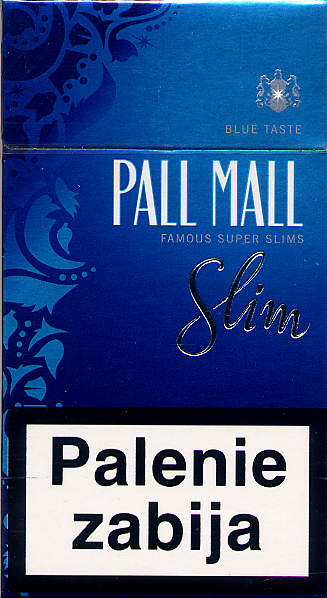 BLUE TASTE
PALL MALL
FAMOUS SUPER SLIMS
Slim
Palenie
zabija